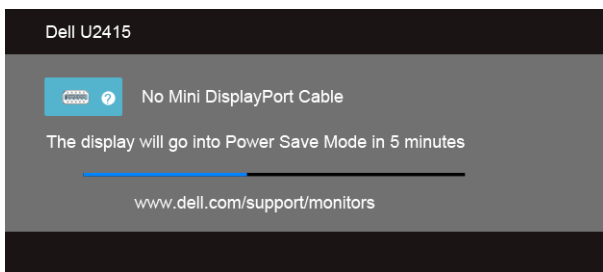 Dell U2415
No Mini DisplayPort Cable
The display will go into Power Save Mode in 5 minutes
www.dell.com/support/monitors